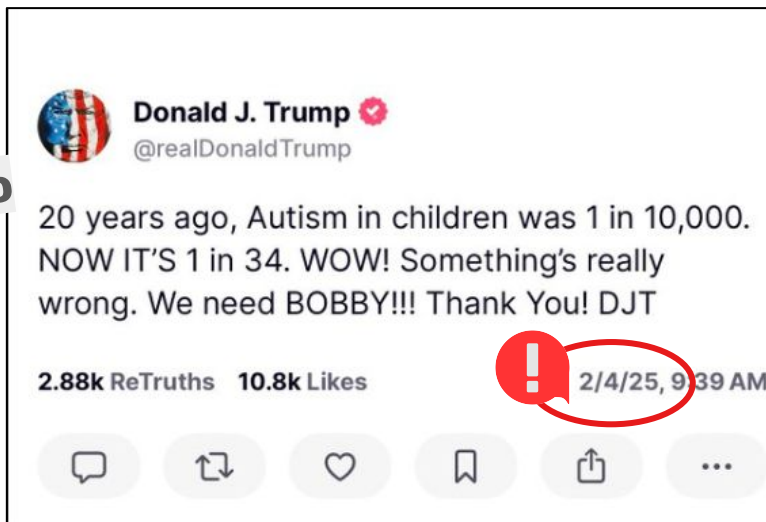 Donald J. Trump
@realDonaldTrump
20 years ago, Autism in children was 1 in 10,000.
NOW IT'S 1 in 34. WOW! Something's really
wrong. We need BOBBY!!! Thank You! DJT
2.88k ReTruths 10.8k Likes
! 2/4/25, 9:39 AM